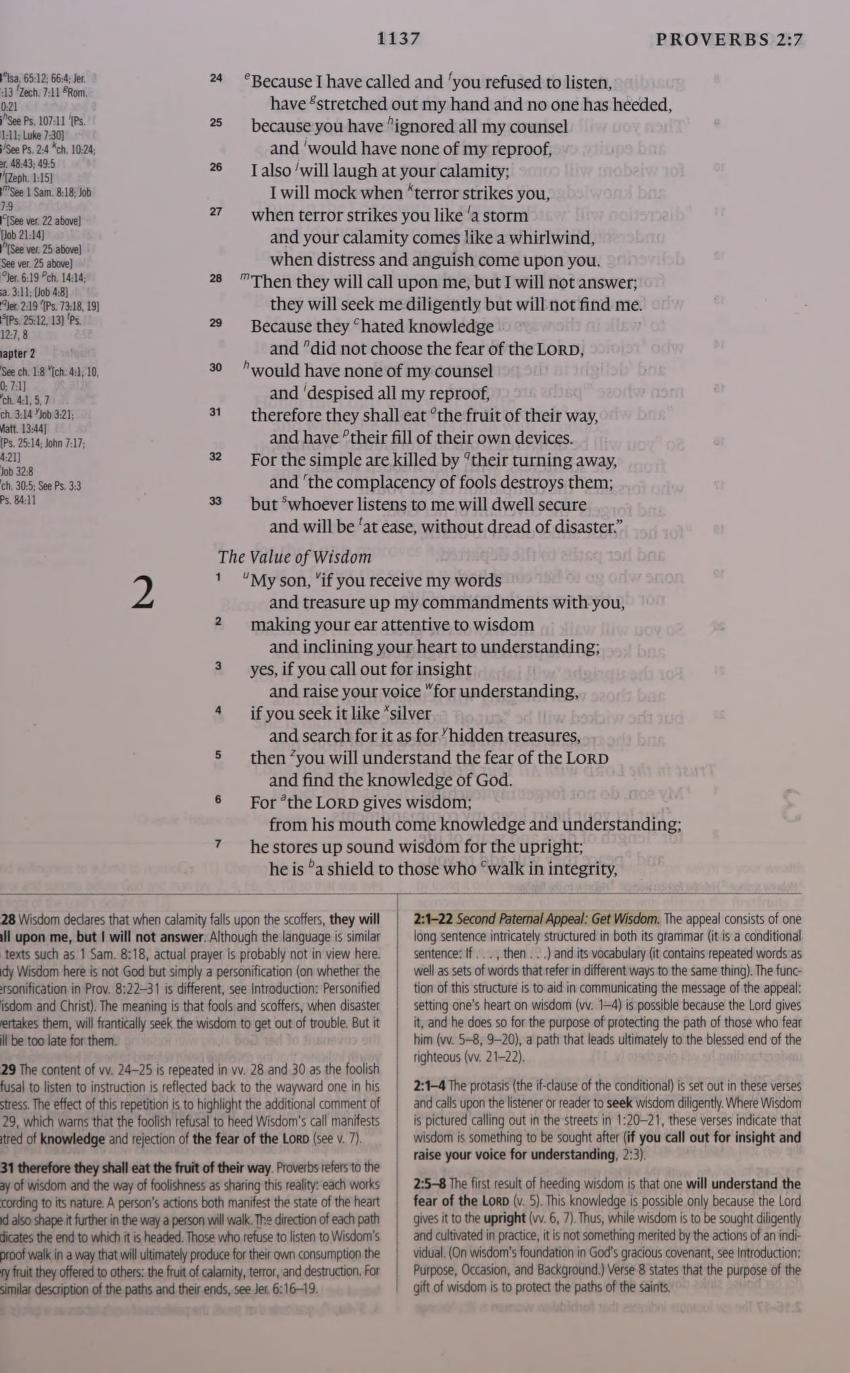 1137 PROVERBS 2:7
Isa. 65:12; 66:4; Jer.
:13 fZech. 7:11 gRom.
0:21
hSee Ps. 107:11 i[Ps.
1:11; Luke 7:30]
jSee Ps. 2:4 kch. 10:24;
er. 48:43; 49:5
l[Zeph. 1:15]
mSee 1 Sam. 8:18; Job
7:9
c[See ver. 22 above]
[Job 21:14]
h[See ver. 25 above]
See ver. 25 above]
oJer. 6:19 pch. 14:14;
sa. 3:11; [Job 4:8]
qJer. 2:19 r[Ps. 73:18, 19]
s[Ps. 25:12, 13] tPs.
12:7, 8
apter 2
See ch. 1:8 v[ch. 4:1, 10,
0; 7:1]
ch. 4:1, 5, 7
ch. 3:14 yJob 3:21;
Matt. 13:44]
[Ps. 25:14; John 7:17;
4:21]
Job 32:8
ch. 30:5; See Ps. 3:3
Ps. 84:11
24 eBecause I have called and fyou refused to listen,
have gstretched out my hand and no one has heeded,
25 because you have hignored all my counsel
and iwould have none of my reproof,
26 I also jwill laugh at your calamity;
I will mock when kterror strikes you,
27 when terror strikes you like la storm
and your calamity comes like a whirlwind,
when distress and anguish come upon you.
28 mThen they will call upon me, but I will not answer;
they will seek me diligently but will not find me.
29 Because they chated knowledge
and ndid not choose the fear of the LORD,
30 hwould have none of my counsel
and idespised all my reproof,
31 therefore they shall eat othe fruit of their way,
and have ptheir fill of their own devices.
32 For the simple are killed by qtheir turning away,
and rthe complacency of fools destroys them;
33 but swhoever listens to me will dwell secure
and will be tat ease, without dread of disaster.”
The Value of Wisdom
2 1 uMy son, vif you receive my words
and treasure up my commandments with you,
2 making your ear attentive to wisdom
and inclining your heart to understanding;
3 yes, if you call out for insight
and raise your voice wfor understanding,
4 if you seek it like xsilver
and search for it as for yhidden treasures,
5 then zyou will understand the fear of the LORD
and find the knowledge of God.
6 For athe LORD gives wisdom;
from his mouth come knowledge and understanding;
7 he stores up sound wisdom for the upright;
he is ba shield to those who cwalk in integrity,
28 Wisdom declares that when calamity falls upon the scoffers, they will
all upon me, but I will not answer. Although the language is similar
texts such as 1 Sam. 8:18, actual prayer is probably not in view here.
dy Wisdom here is not God but simply a personification (on whether the
ersonification in Prov. 8:22–31 is different, see Introduction: Personified
isdom and Christ). The meaning is that fools and scoffers, when disaster
vertakes them, will frantically seek the wisdom to get out of trouble. But it
ill be too late for them.
29 The content of vv. 24–25 is repeated in vv. 28 and 30 as the foolish
fusal to listen to instruction is reflected back to the wayward one in his
stress. The effect of this repetition is to highlight the additional comment of
29, which warns that the foolish refusal to heed Wisdom's call manifests
atred of knowledge and rejection of the fear of the LORD (see v. 7).
31 therefore they shall eat the fruit of their way. Proverbs refers to the
ay of wisdom and the way of foolishness as sharing this reality: each works
cording to its nature. A person's actions both manifest the state of the heart
d also shape it further in the way a person will walk. The direction of each path
dicates the end to which it is headed. Those who refuse to listen to Wisdom's
proof walk in a way that will ultimately produce for their own consumption the
ry fruit they offered to others: the fruit of calamity, terror, and destruction. For
similar description of the paths and their ends, see Jer. 6:16–19.
2:1–22 Second Paternal Appeal: Get Wisdom. The appeal consists of one
long sentence intricately structured in both its grammar (it is a conditional
sentence: If . . . , then . . .) and its vocabulary (it contains repeated words as
well as sets of words that refer in different ways to the same thing). The func-
tion of this structure is to aid in communicating the message of the appeal:
setting one's heart on wisdom (vv. 1–4) is possible because the Lord gives
it, and he does so for the purpose of protecting the path of those who fear
him (vv. 5–8, 9–20), a path that leads ultimately to the blessed end of the
righteous (vv. 21–22).
2:1–4 The protasis (the if-clause of the conditional) is set out in these verses
and calls upon the listener or reader to seek wisdom diligently. Where Wisdom
is pictured calling out in the streets in 1:20–21, these verses indicate that
wisdom is something to be sought after (if you call out for insight and
raise your voice for understanding, 2:3).
2:5–8 The first result of heeding wisdom is that one will understand the
fear of the LORD (v. 5). This knowledge is possible only because the Lord
gives it to the upright (vv. 6, 7). Thus, while wisdom is to be sought diligently
and cultivated in practice, it is not something merited by the actions of an indi-
vidual. (On wisdom's foundation in God's gracious covenant, see Introduction:
Purpose, Occasion, and Background.) Verse 8 states that the purpose of the
gift of wisdom is to protect the paths of the saints.